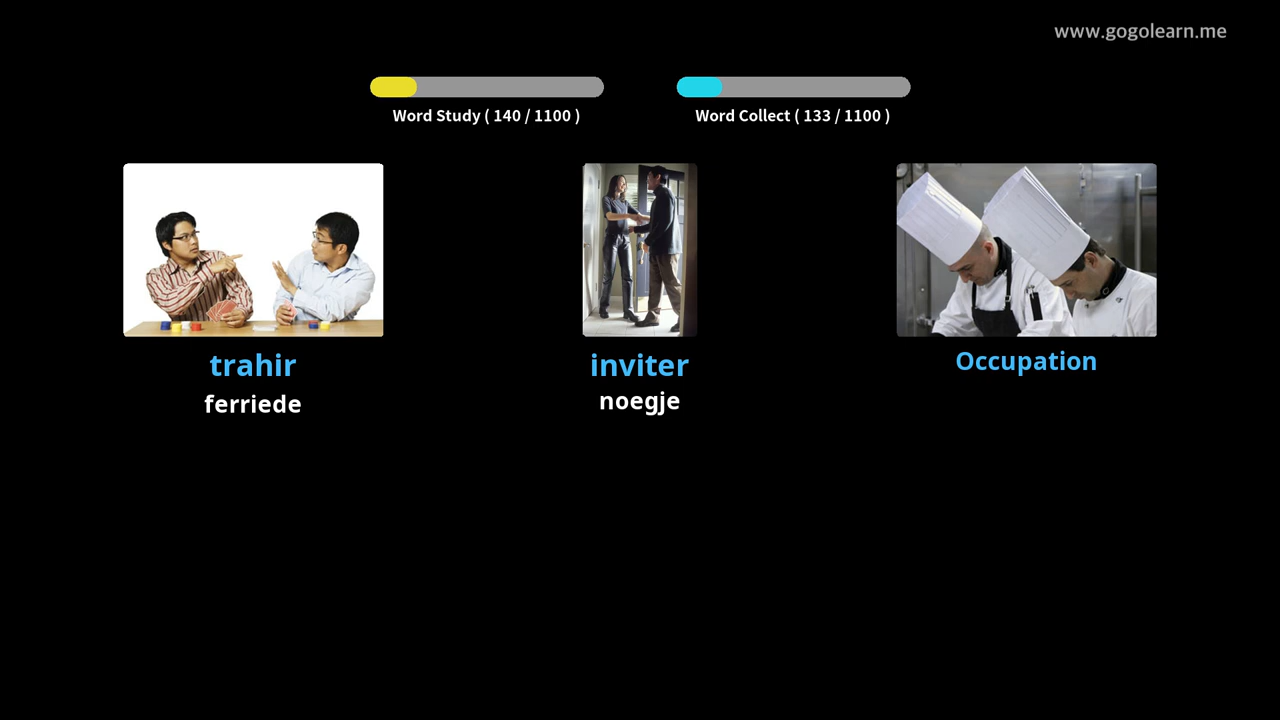 www.gogolearn.me
Word Study ( 140 / 1100 )
Word Collect ( 133 / 1100 )
trahir
ferriede
inviter
noegje
Occupation